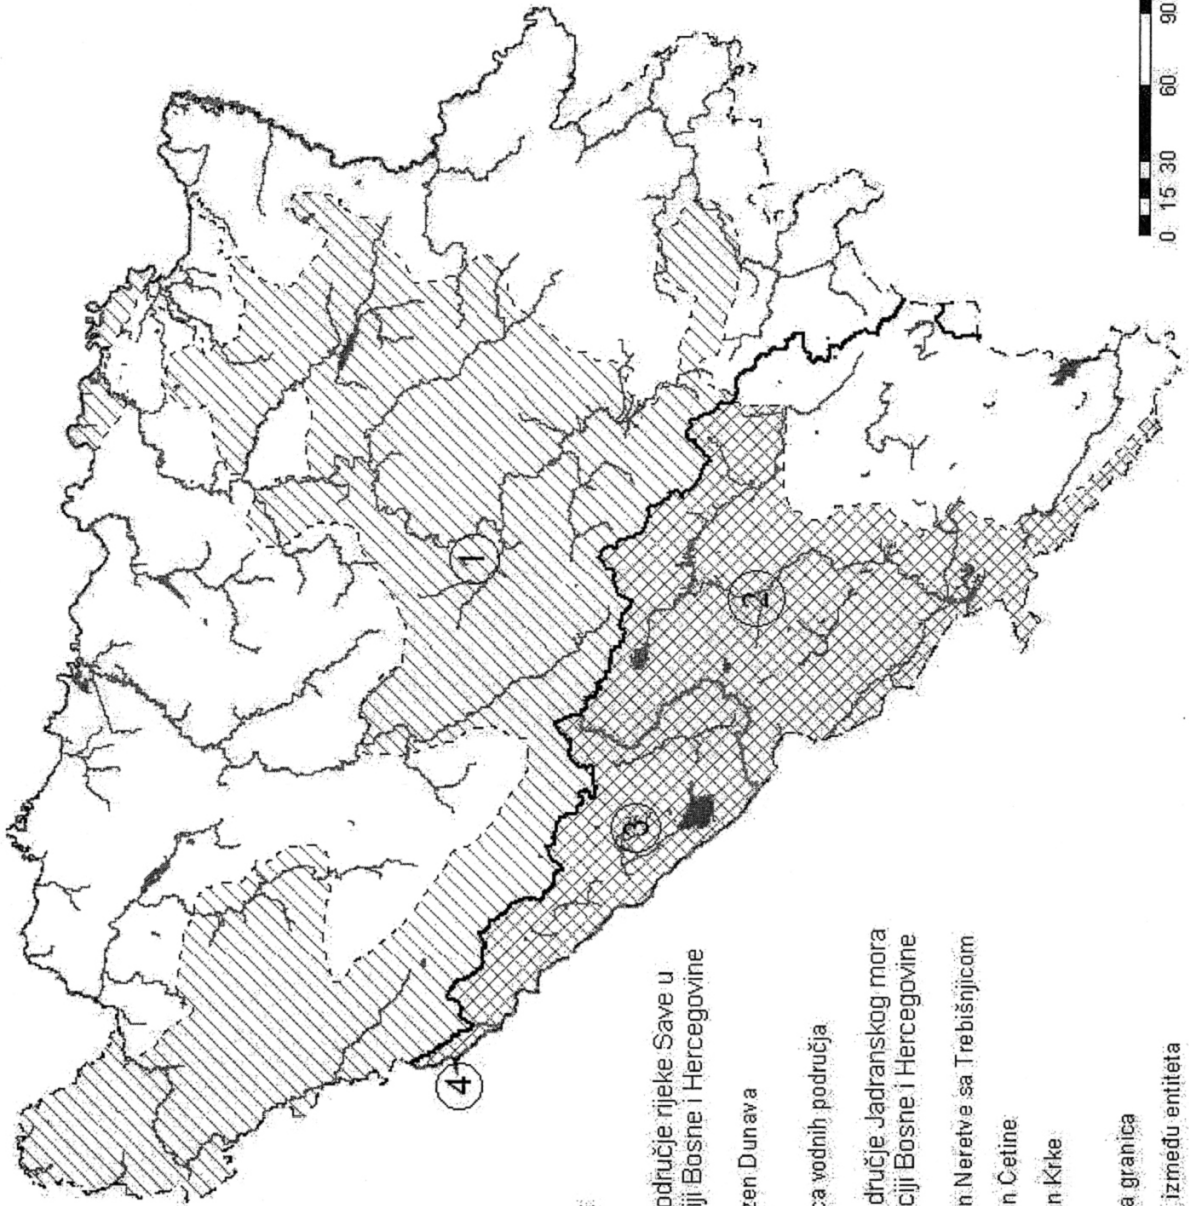 90
60
30
15
0
1
2
3
4
odručje rijeke Save u
iji Bosne i Hercegovine
zen Dunava
ca vodnih područja
dručje Jadranskog mora
ciji Bosne i Hercegovine
n Neretve sa Trebišnjicom
n Cetine
n Krke
a granica
između entiteta